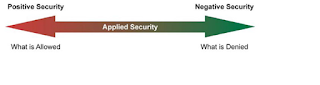 Positive Security Negative Security
Applied Security
What is Allowed What is Denied